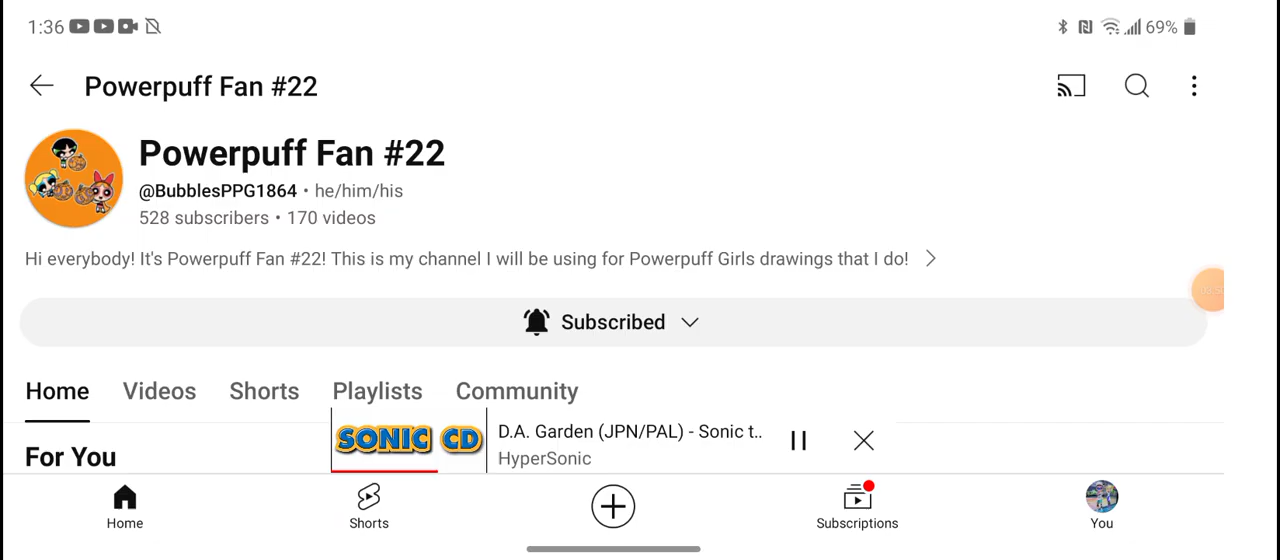 1:36 69%
Powerpuff Fan #22
Powerpuff Fan #22
@BubblesPPG1864 • he/him/his
528 subscribers • 170 videos
Hi everybody! It's Powerpuff Fan #22! This is my channel I will be using for Powerpuff Girls drawings that I do!
Subscribed
Home Videos Shorts Playlists Community
For You
SONIC CD
D.A. Garden (JPN/PAL) - Sonic t..
HyperSonic
Home Shorts Subscriptions You